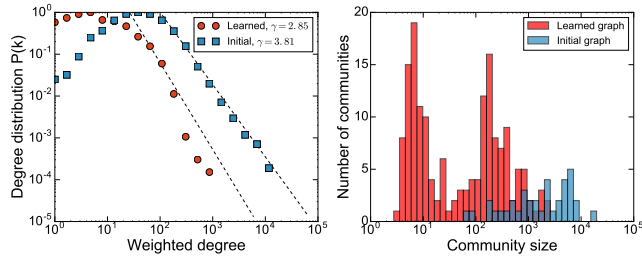 Degree distribution P(k)
10^0
10^-1
10^-2
10^-3
10^-4
10^-5
10^0 10^1 10^2 10^3 10^4 10^5
Weighted degree
Learned, γ=2.85
Initial, γ=3.81
Number of communities
20
15
10
5
0
10^0 10^1 10^2 10^3 10^4 10^5
Community size
Learned graph
Initial graph